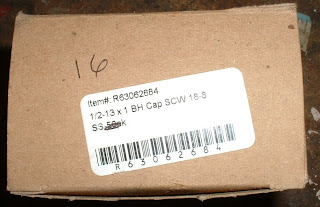 16
Item#: R63062684
1/2-13 x 1 BH Cap SCW 18-8
SS
R63062684